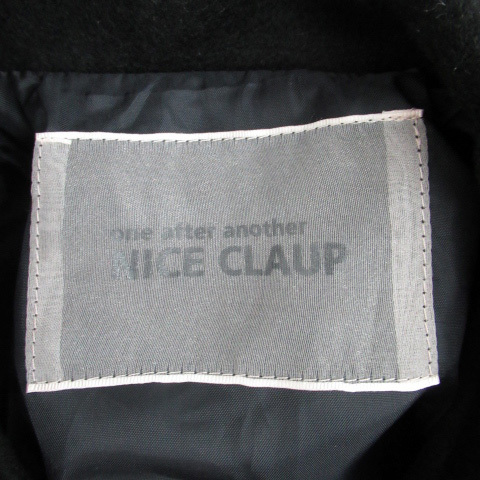 one after another
NICE CLAUP